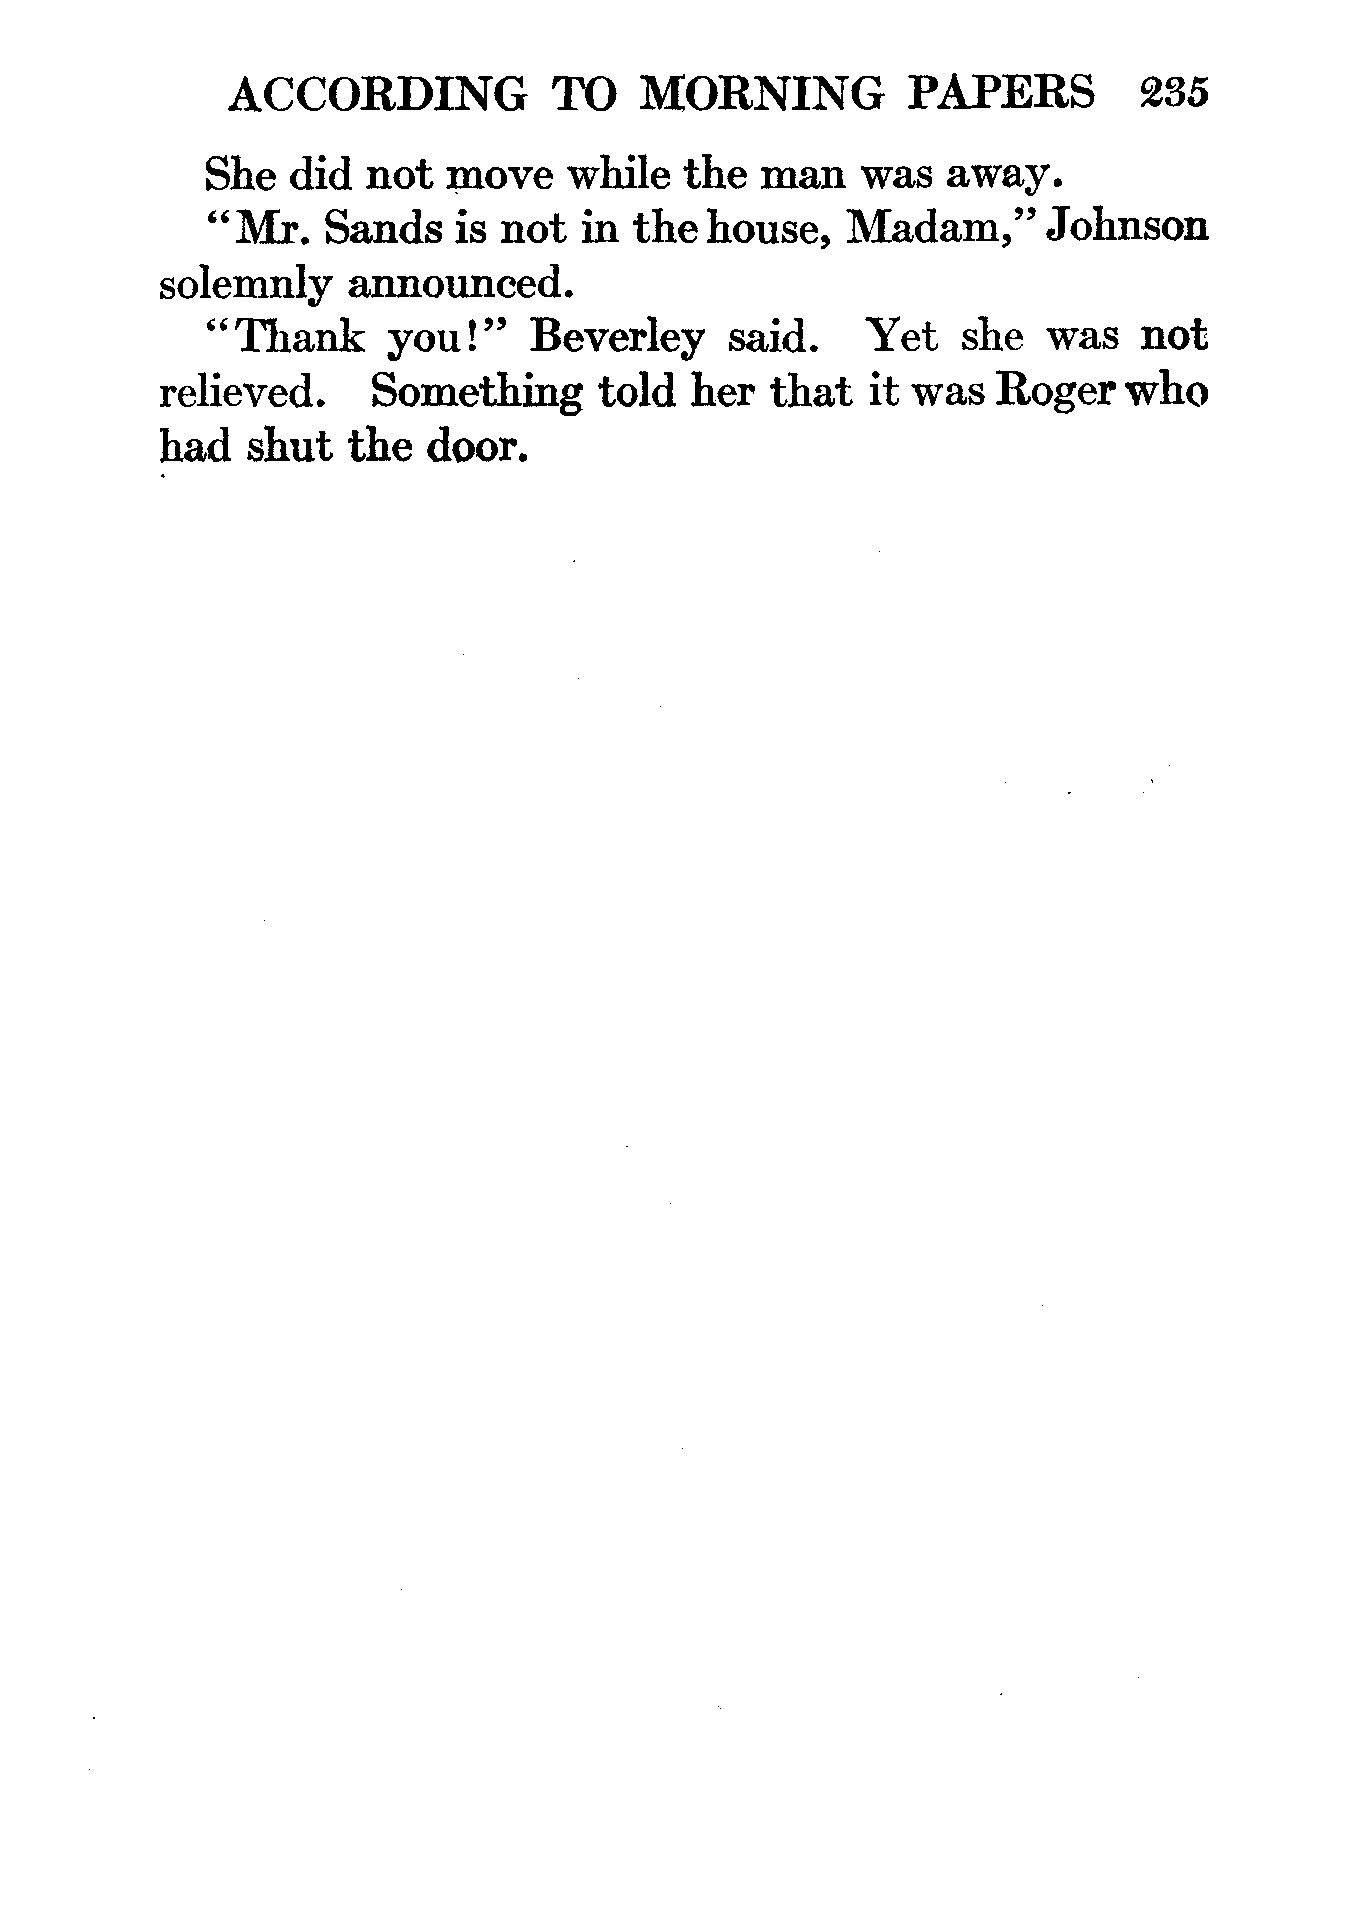 ACCORDING TO MORNING PAPERS 235
She did not move while the man was away.
“Mr. Sands is not in the house, Madam,” Johnson
solemnly announced.
“Thank you!” Beverley said. Yet she was not
relieved. Something told her that it was Roger who
had shut the door.